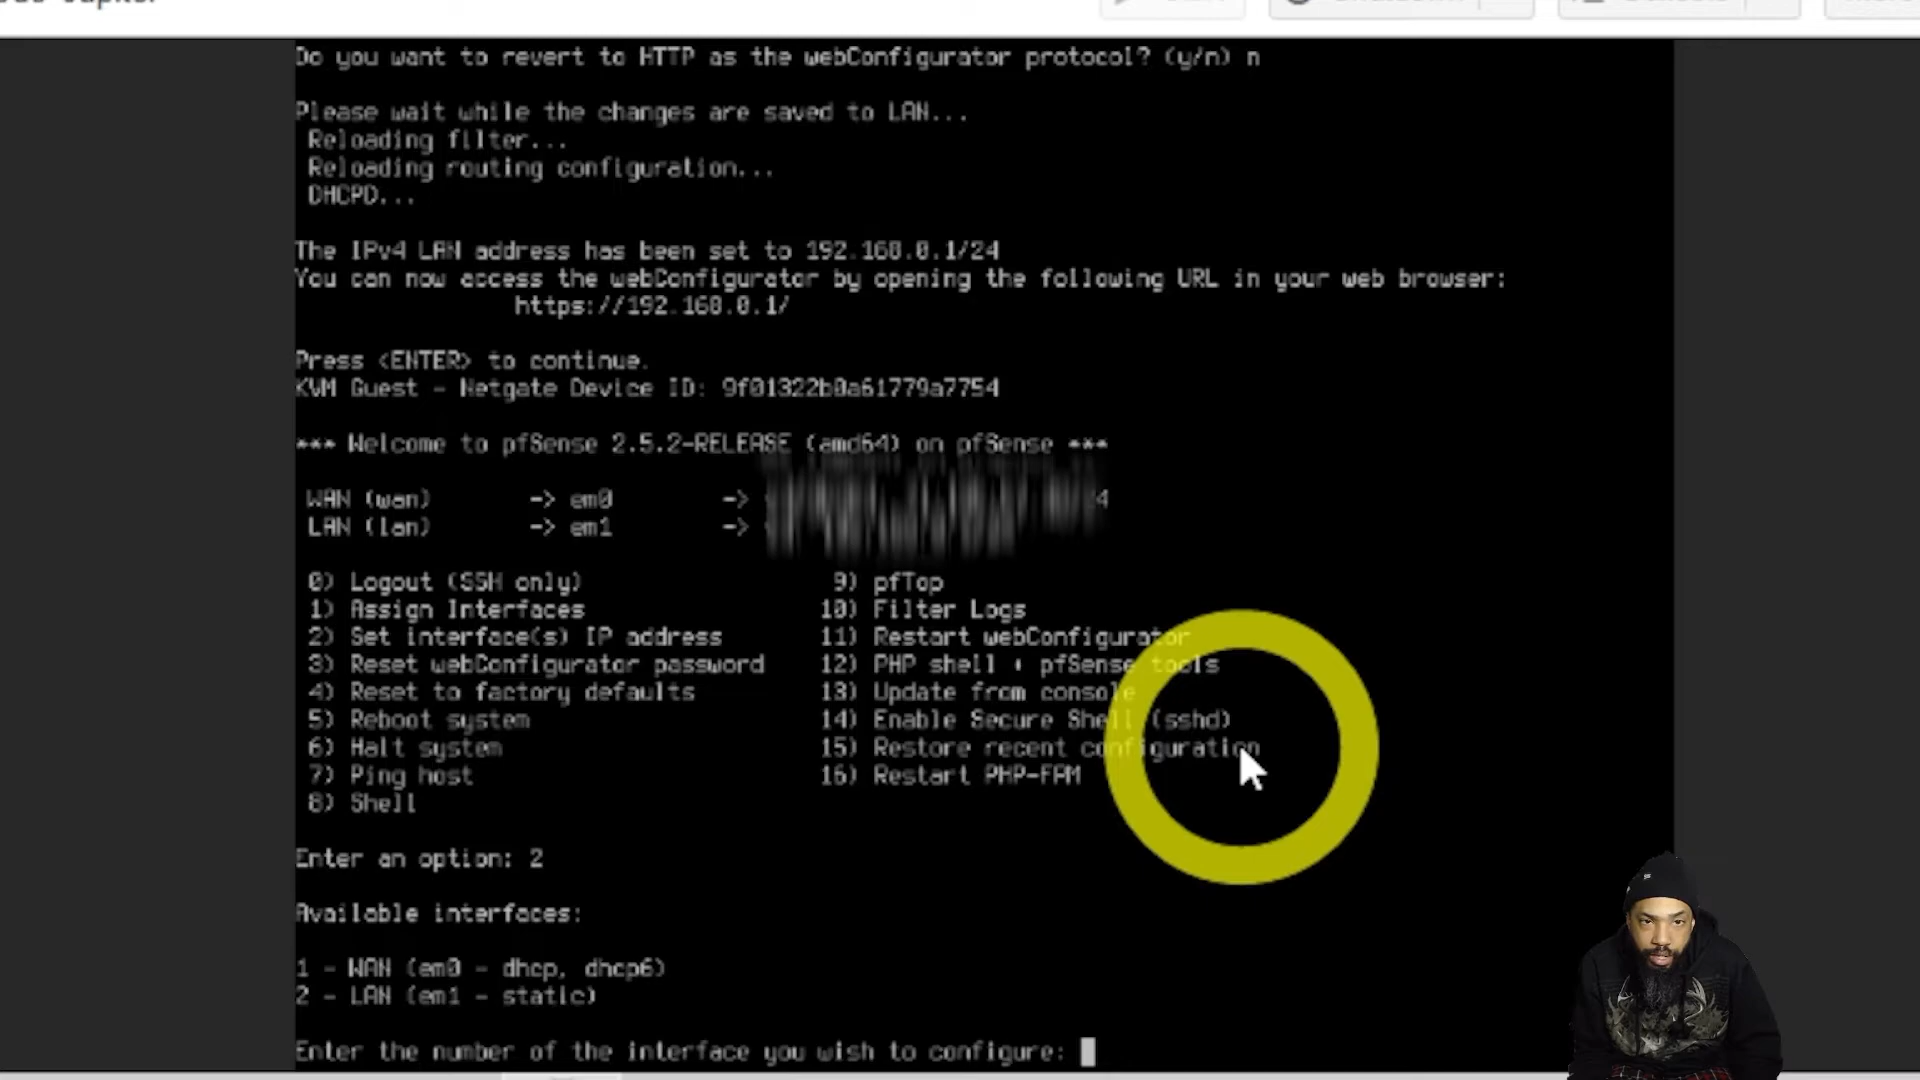 Do you want to revert to HTTP as the webConfigurator protocol? (y/n) n
Please wait while the changes are saved to LAN...
Reloading filter...
Reloading routing configuration...
DHCPD...
The IPv4 LAN address has been set to 192.168.0.1/24
You can now access the webConfigurator by opening the following URL in your web browser:
https://192.168.0.1/
Press <ENTER> to continue.
KVM Guest - Netgate Device ID: 9f01322b0a61779a7754
*** Welcome to pfSense 2.5.2-RELEASE (amd64) on pfSense ***
WAN (wan) -> em0 ->
LAN (lan) -> em1 ->
0) Logout (SSH only) 9) pfTop
1) Assign Interfaces 10) Filter Logs
2) Set interface(s) IP address 11) Restart webConfigurator
3) Reset webConfigurator password 12) PHP shell + pfSense tools
4) Reset to factory defaults 13) Update from console
5) Reboot system 14) Enable Secure Shell (sshd)
6) Halt system 15) Restore recent configuration
7) Ping host 16) Restart PHP-FPM
8) Shell
Enter an option: 2
Available interfaces:
1 - WAN (em0 - dhcp, dhcp6)
2 - LAN (em1 - static)
Enter the number of the interface you wish to configure: